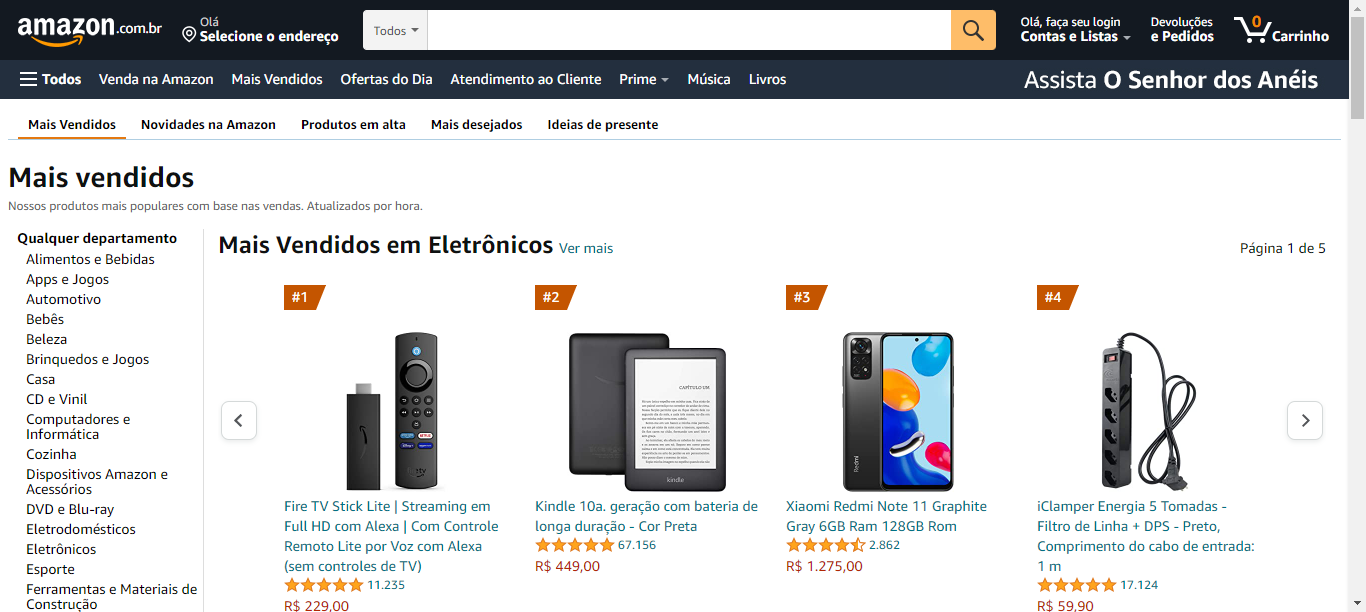 amazon.com.br
Olá
Selecione o endereço
Todos
Olá, faça seu login
Contas e Listas
Devoluções
e Pedidos
0
Carrinho
Todos
Venda na Amazon
Mais Vendidos
Ofertas do Dia
Atendimento ao Cliente
Prime
Música
Livros
Assista O Senhor dos Anéis
Mais Vendidos
Novidades na Amazon
Produtos em alta
Mais desejados
Ideias de presente
Mais vendidos
Nossos produtos mais populares com base nas vendas. Atualizados por hora.
Qualquer departamento
Alimentos e Bebidas
Apps e Jogos
Automotivo
Bebês
Beleza
Brinquedos e Jogos
Casa
CD e Vinil
Computadores e
Informática
Cozinha
Dispositivos Amazon e
Acessórios
DVD e Blu-ray
Eletrodomésticos
Eletrônicos
Esporte
Ferramentas e Materiais de
Construção
Mais Vendidos em Eletrônicos Ver mais
Página 1 de 5
#1
Fire TV Stick Lite | Streaming em
Full HD com Alexa | Com Controle
Remoto Lite por Voz com Alexa
(sem controles de TV)
11.235
R$ 229,00
#2
CAPÍTULO UM
kindle
Kindle 10a. geração com bateria de
longa duração - Cor Preta
67.156
R$ 449,00
#3
Redmi
Xiaomi Redmi Note 11 Graphite
Gray 6GB Ram 128GB Rom
2.862
R$ 1.275,00
#4
iClamper Energia 5 Tomadas -
Filtro de Linha + DPS - Preto,
Comprimento do cabo de entrada:
1 m
17.124
R$ 59,90